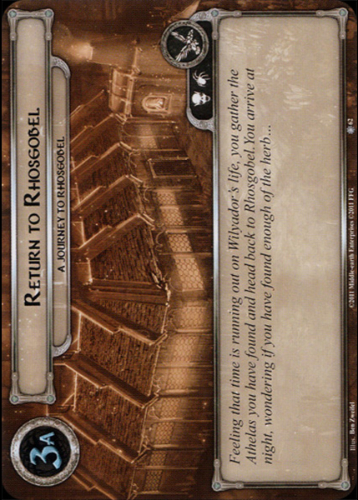 3A
RETURN TO RHOSGOBEL
A JOURNEY TO RHOSGOBEL
Feeling that time is running out on Wilyador's life, you gather the
Athelas you have found and head back to Rhosgobel. You arrive at
night, wondering if you have found enough of the herb…
Illus. Ben Zweifel
©2011 Middle-earth Enterprises ©2011 FFG
62